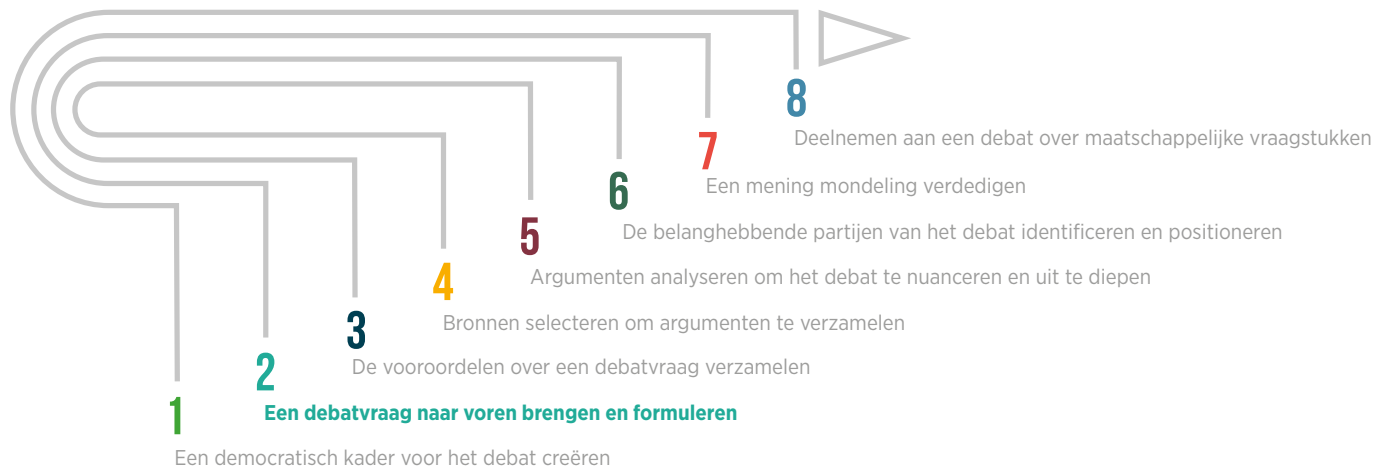 8
Deelnemen aan een debat over maatschappelijke vraagstukken
7
Een mening mondeling verdedigen
6
De belanghebbende partijen van het debat identificeren en positioneren
5
Argumenten analyseren om het debat te nuanceren en uit te diepen
4
Bronnen selecteren om argumenten te verzamelen
3
De vooroordelen over een debatvraag verzamelen
2
Een debatvraag naar voren brengen en formuleren
1
Een democratisch kader voor het debat creëren